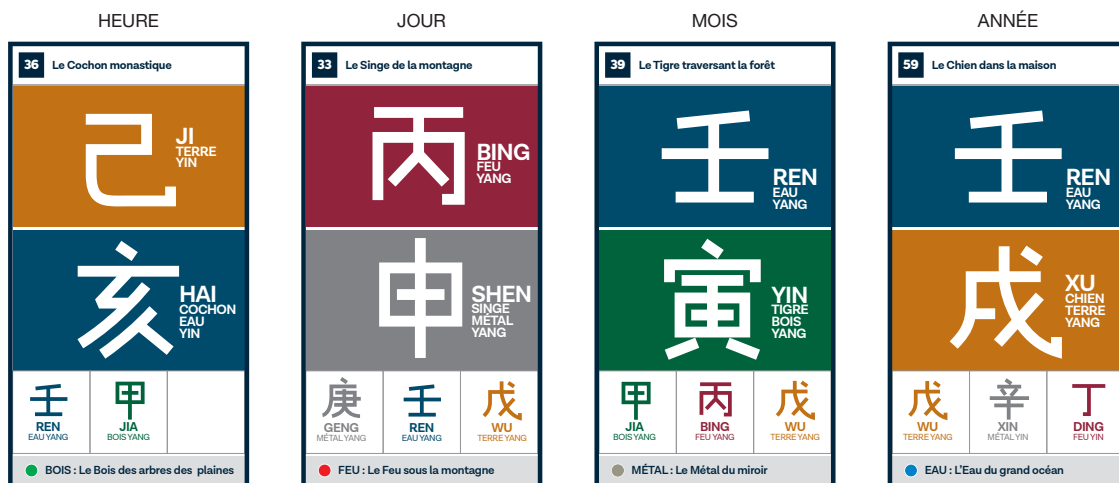 HEURE
36 Le Cochon monastique
己
JI
TERRE
YIN
亥
HAI
COCHON
EAU
YIN
壬
REN
EAU YANG
甲
JIA
BOIS YANG
BOIS : Le Bois des arbres des plaines
JOUR
33 Le Singe de la montagne
丙
BING
FEU
YANG
申
SHEN
SINGE
MÉTAL
YANG
庚
GENG
MÉTAL YANG
壬
REN
EAU YANG
戊
WU
TERRE YANG
FEU : Le Feu sous la montagne
MOIS
39 Le Tigre traversant la forêt
壬
REN
EAU
YANG
寅
YIN
TIGRE
BOIS
YANG
甲
JIA
BOIS YANG
丙
BING
FEU YANG
戊
WU
TERRE YANG
MÉTAL : Le Métal du miroir
ANNÉE
59 Le Chien dans la maison
壬
REN
EAU
YANG
戌
XU
CHIEN
TERRE
YANG
戊
WU
TERRE YANG
辛
XIN
MÉTAL YIN
丁
DING
FEU YIN
EAU : L'Eau du grand océan